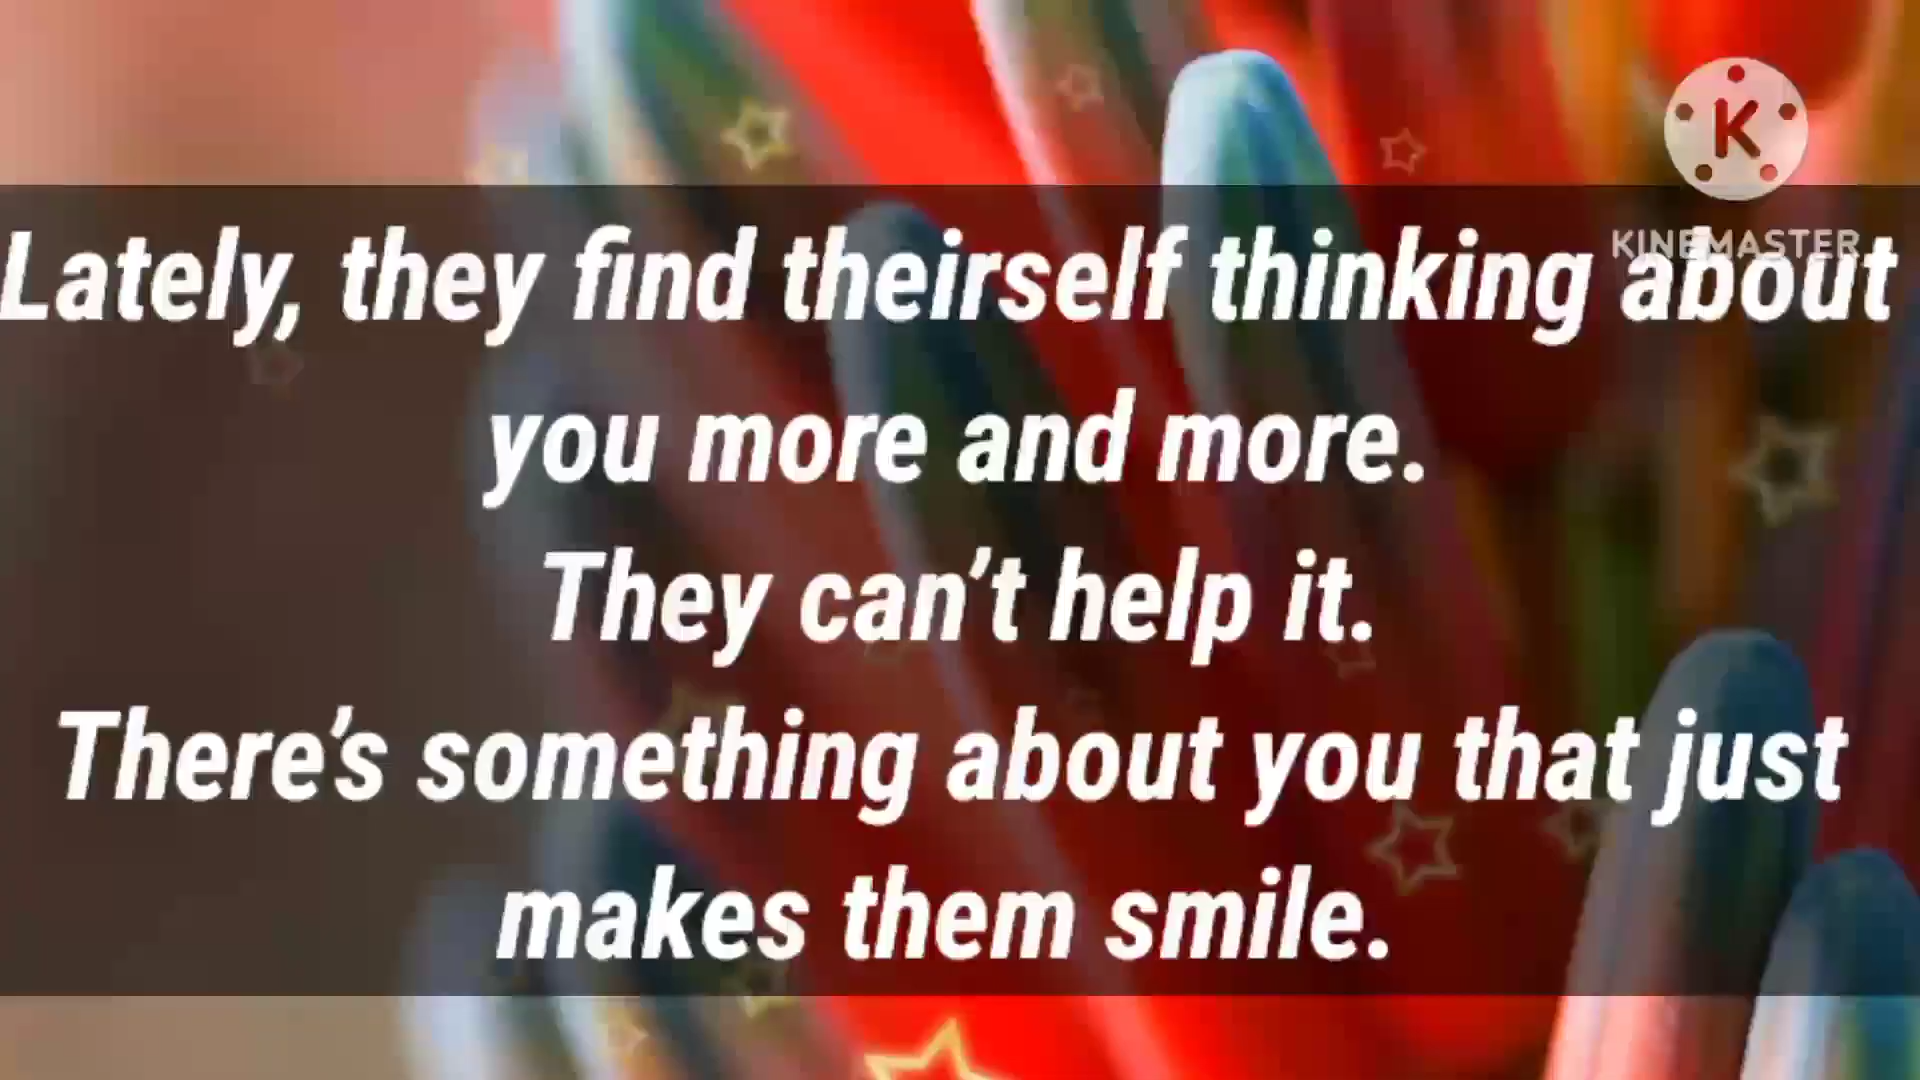 K
KINEMASTER
Lately, they find theirself thinking about
you more and more.
They can’t help it.
There’s something about you that just
makes them smile.